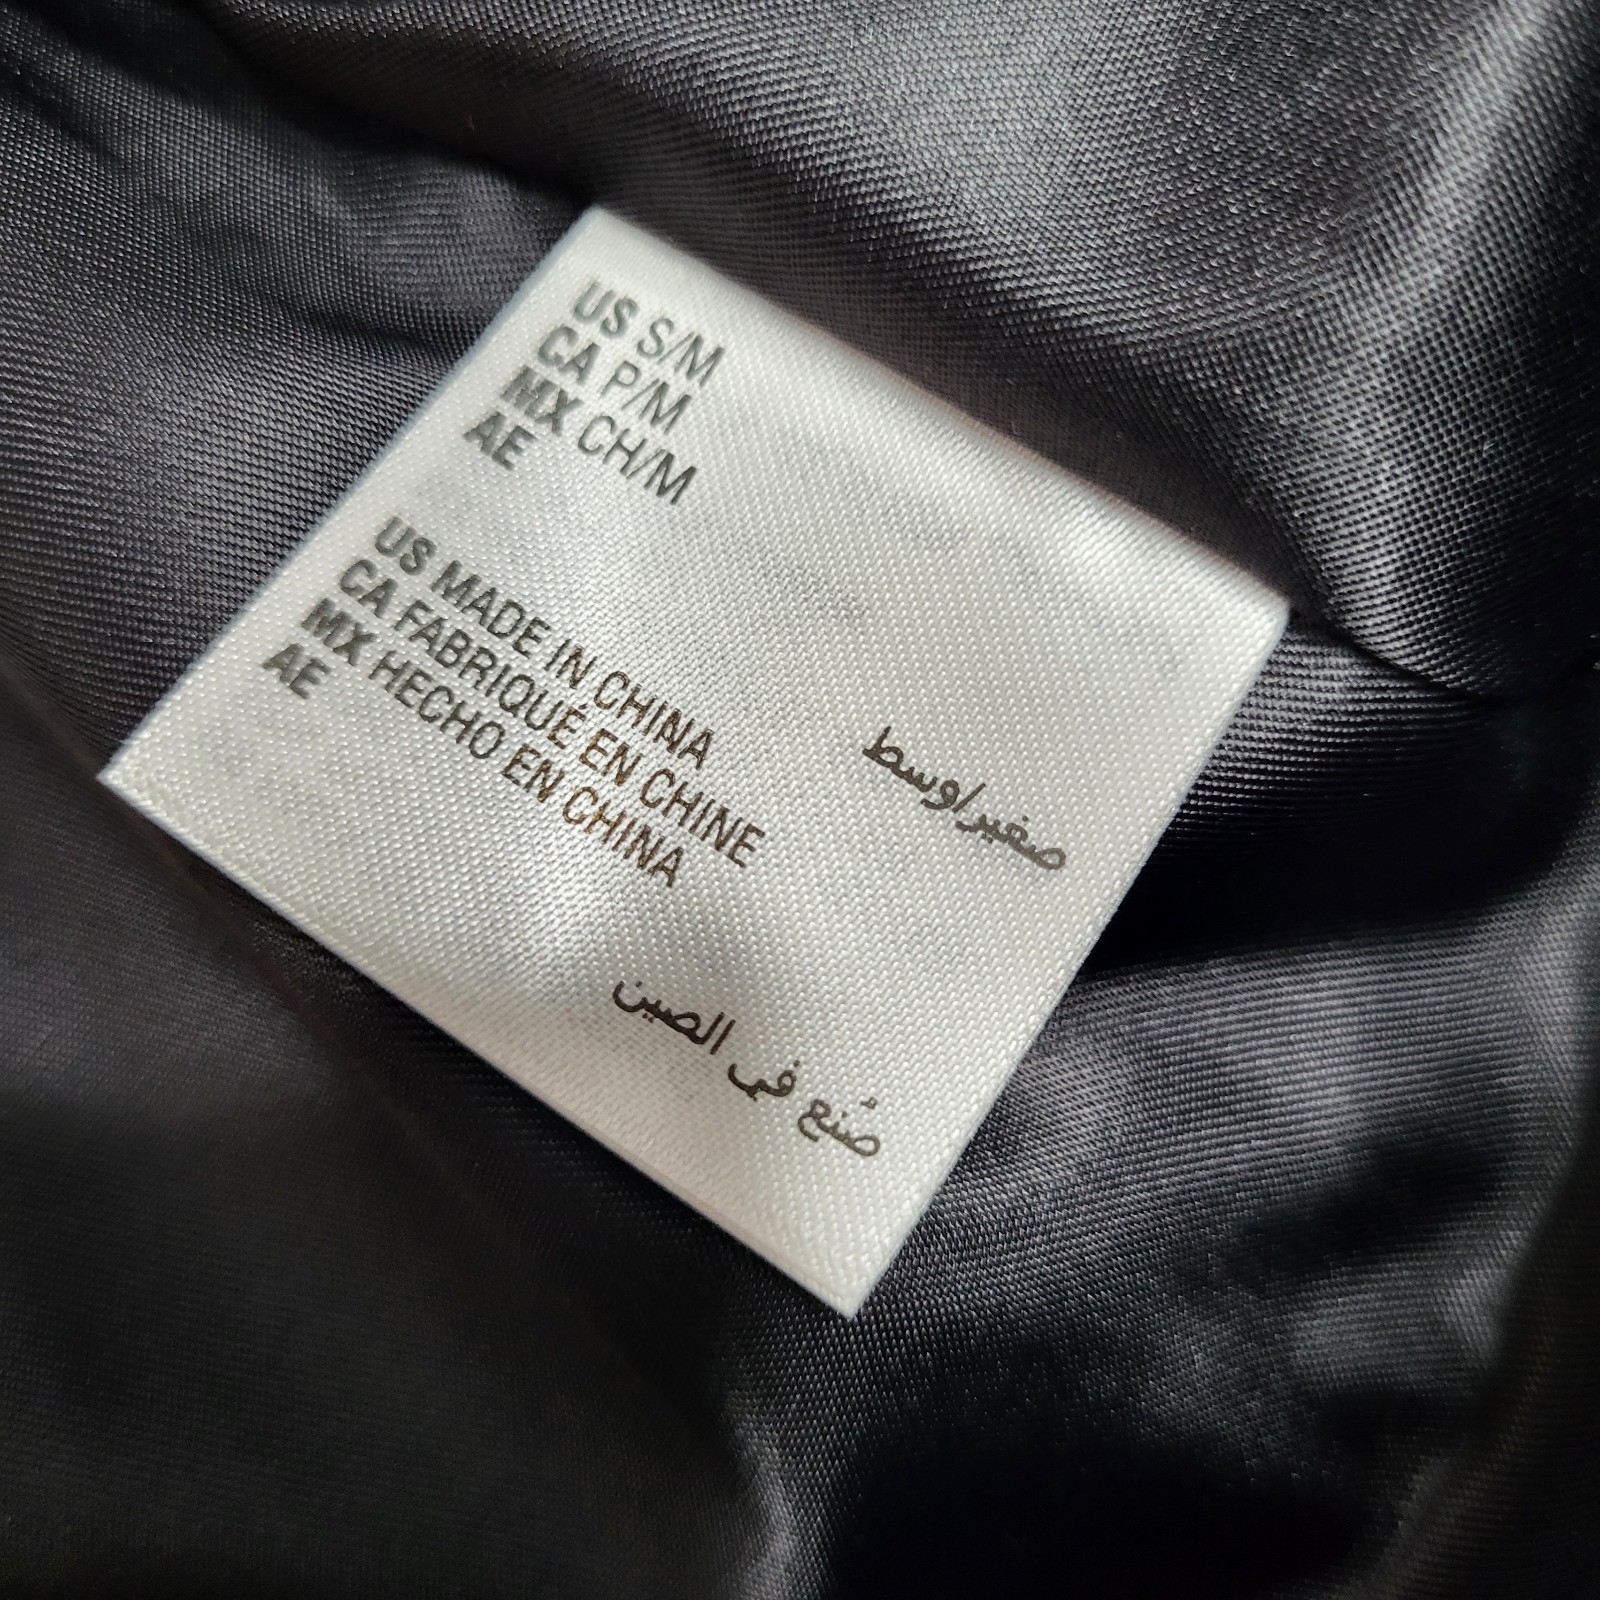 US S/M
CA P/M
MX CH/M
AE صغير/وسط
US MADE IN CHINA
CA FABRIQUÉ EN CHINE
MX HECHO EN CHINA
AE صُنع في الصين